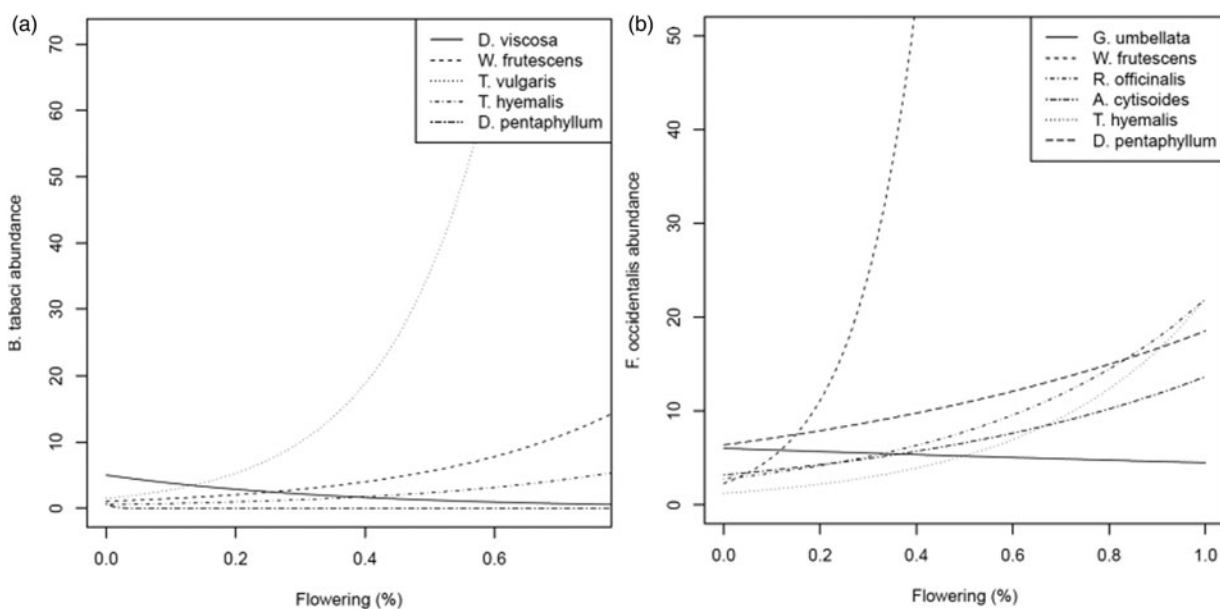 (a)
D. viscosa
W. frutescens
T. vulgaris
T. hyemalis
D. pentaphyllum
B. tabaci abundance
70
60
50
40
30
20
10
0
0.0 0.2 0.4 0.6
Flowering (%)
(b)
G. umbellata
W. frutescens
R. officinalis
A. cytisoides
T. hyemalis
D. pentaphyllum
F. occidentalis abundance
50
40
30
20
10
0
0.0 0.2 0.4 0.6 0.8 1.0
Flowering (%)